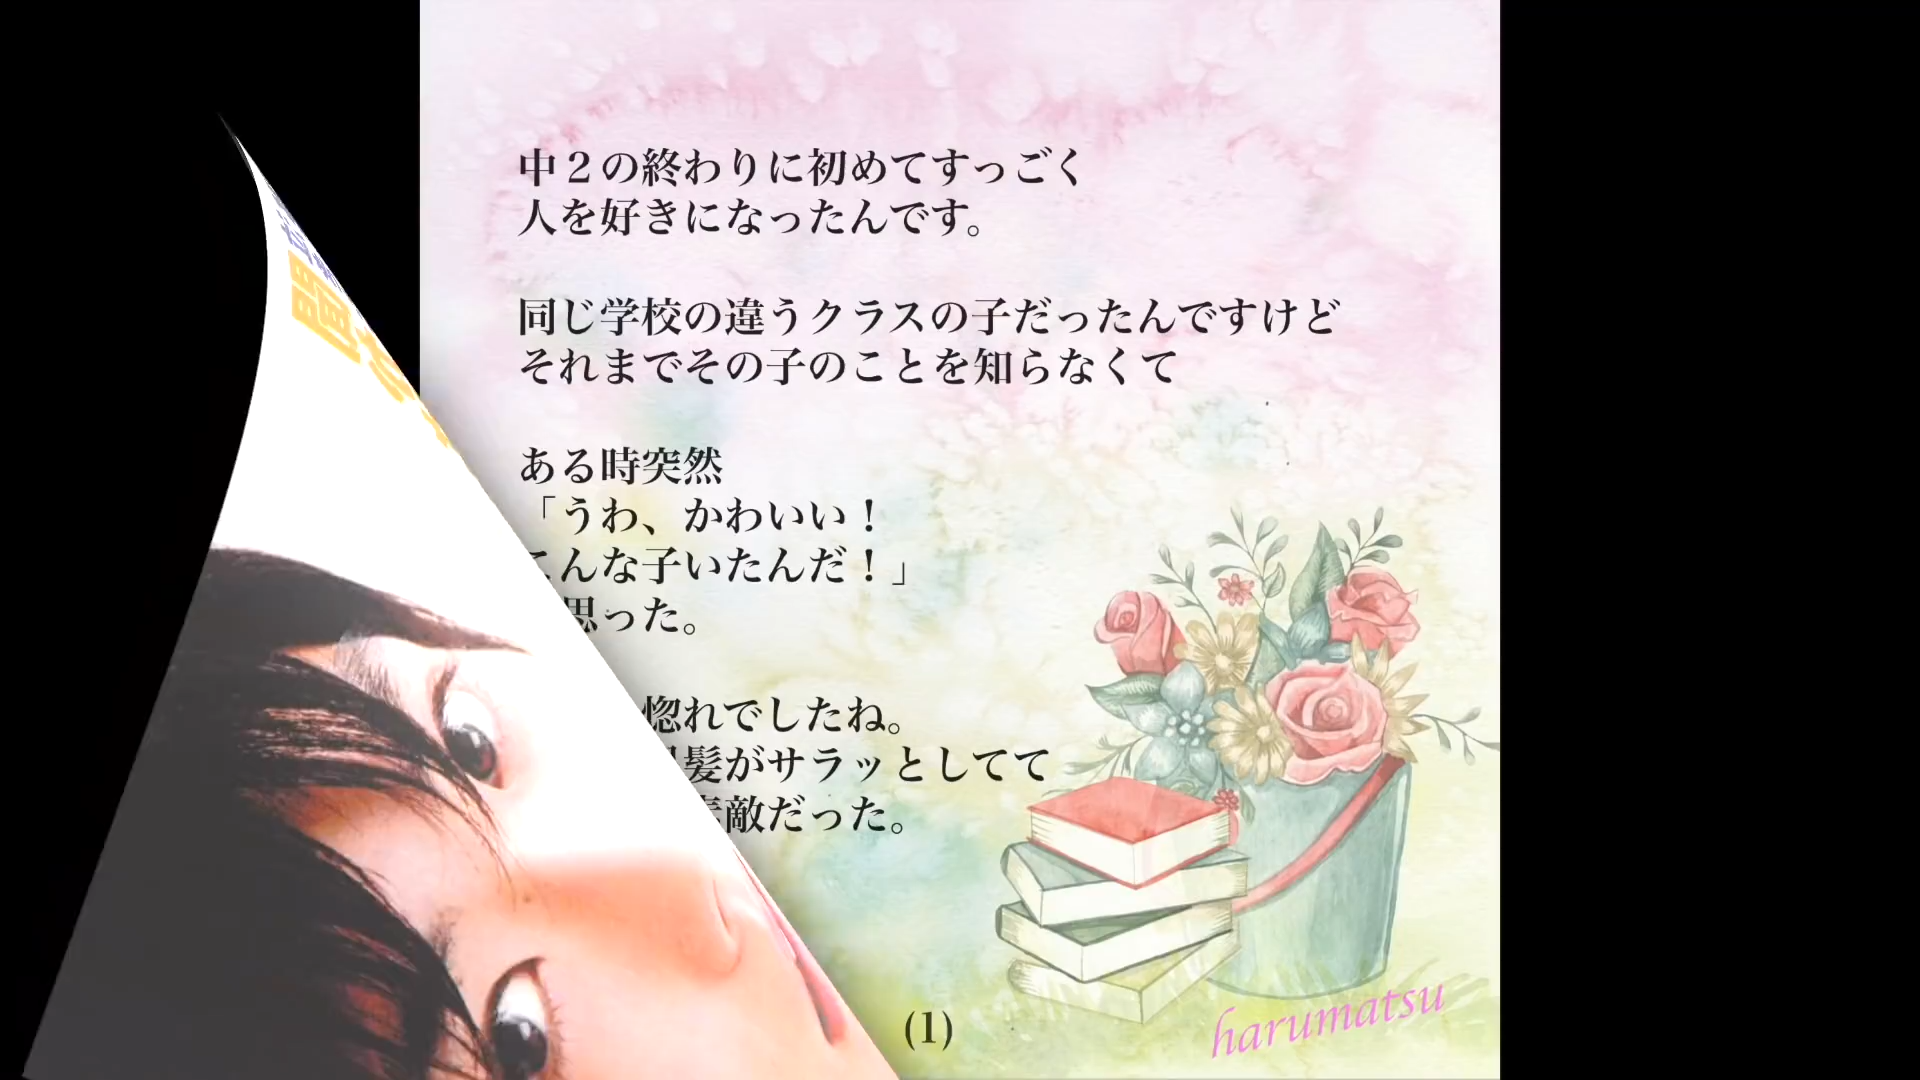 中２の終わりに初めてすっごく
人を好きになったんです。
同じ学校の違うクラスの子だったんですけど
それまでその子のことを知らなくて
ある時突然
「うわ、かわいい！
こんな子いたんだ！」
思った。
惚れでしたね。
髪がサラッとしてて
素敵だった。
(1)
harumatsu